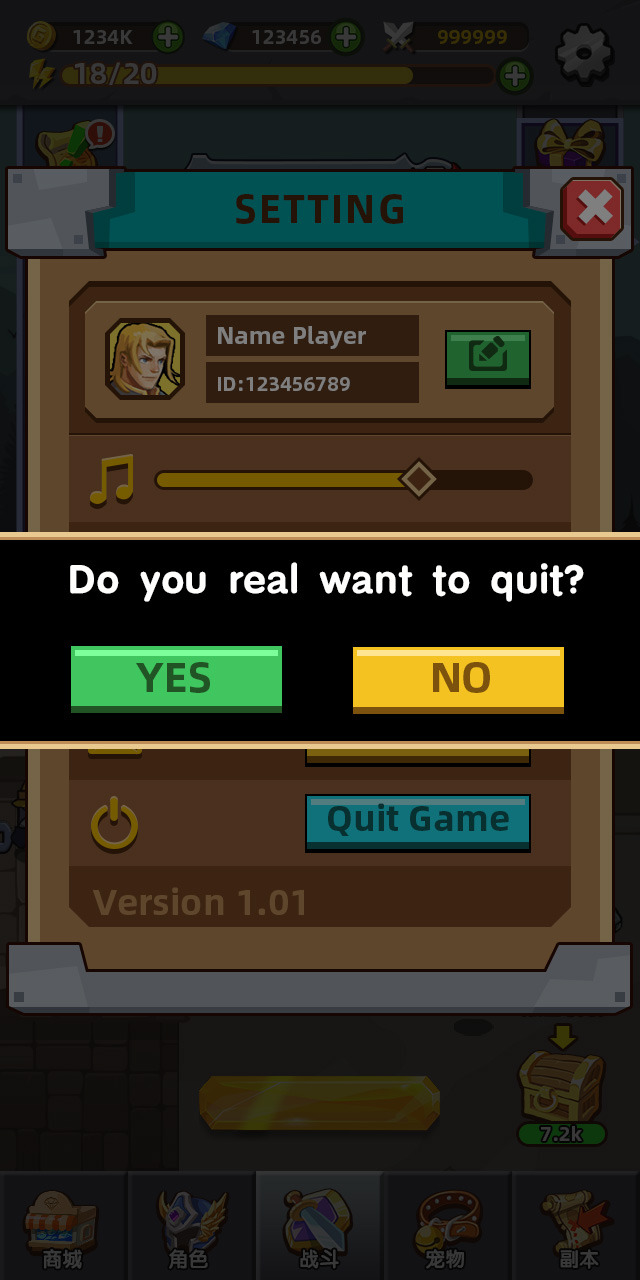 1234K 123456 999999
18/20
SETTING
Name Player
ID:123456789
Do you real want to quit?
YES NO
Quit Game
Version 1.01
7.2k
商城 角色 战斗 宠物 副本